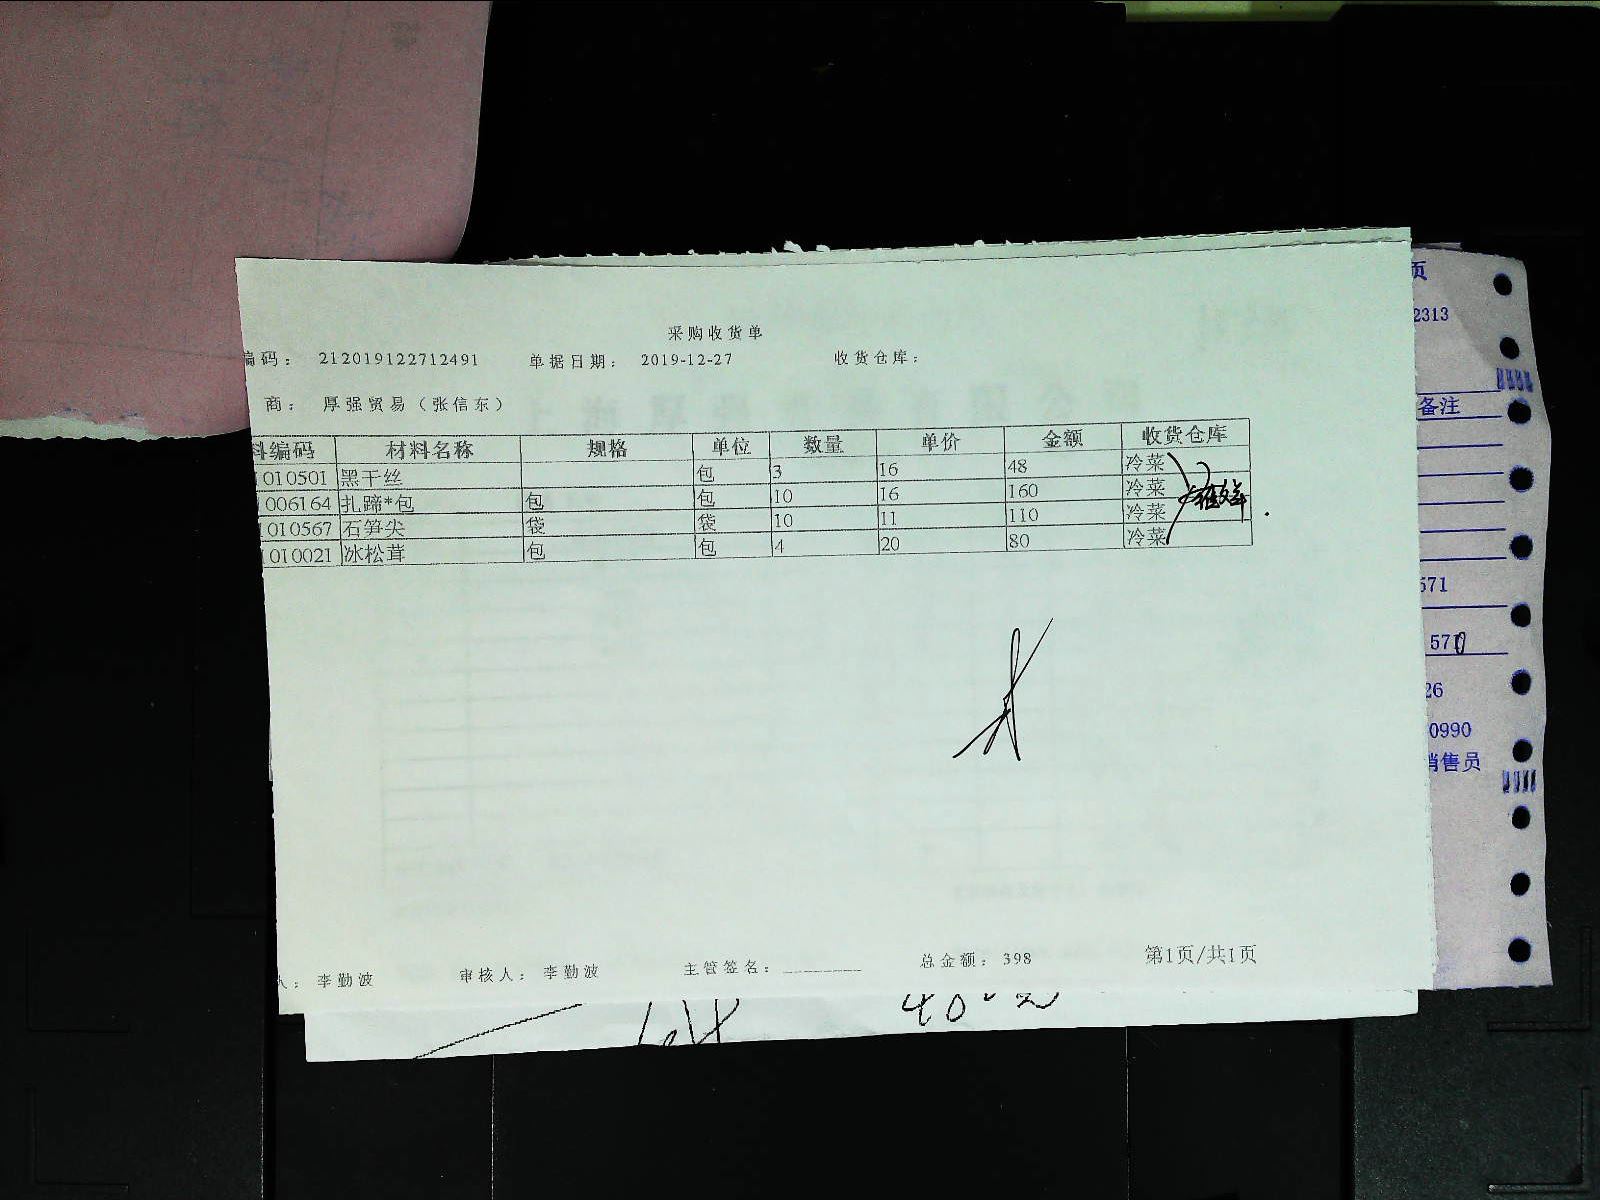 采购收货单
编码： 212019122712491 单据日期： 2019-12-27 收货仓库：
商： 厚强贸易（张信东）
料编码 材料名称 规格 单位 数量 单价 金额 收货仓库
1010501 黑干丝 包 3 16 48 冷菜
1006164 扎蹄*包 包 包 10 16 160 冷菜
1010567 石笋尖 袋 袋 10 11 110 冷菜
1010021 冰松茸 包 包 4 20 80 冷菜
人： 李勤波 审核人： 李勤波 主管签名： 总金额：398 第1页/共1页
页
2313
备注
571
570
26
0990
销售员